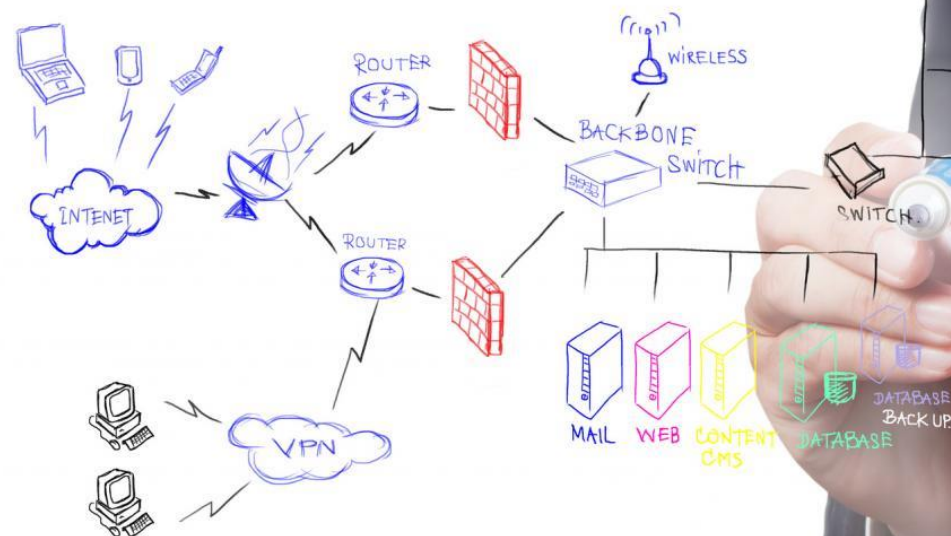 ROUTER
WIRELESS
BACKBONE
SWITCH
INTENET
SWITCH.
ROUTER
VPN
MAIL
WEB
CONTENT
CMS
DATABASE
DATABASE
BACK UP